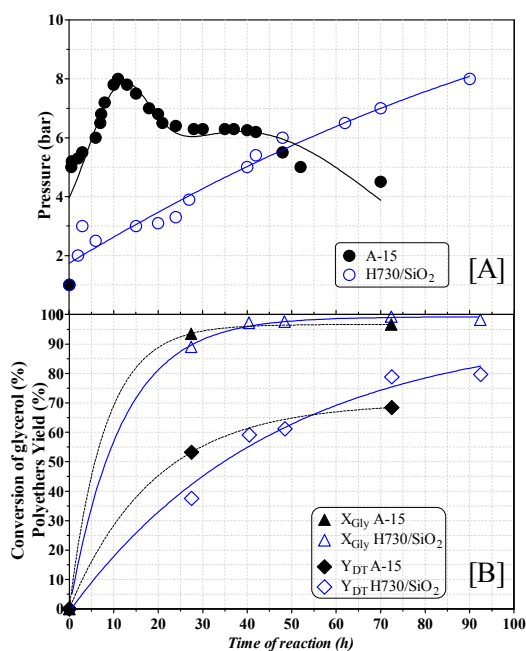 10
8
6
4
2
0
Pressure (bar)
A-15
H730/SiO2
[A]
100
90
80
70
60
50
40
30
20
10
0
Conversion of glycerol (%)
Polyethers Yield (%)
XGly A-15
XGly H730/SiO2
YDT A-15
YDT H730/SiO2
[B]
0 10 20 30 40 50 60 70 80 90 100
Time of reaction (h)